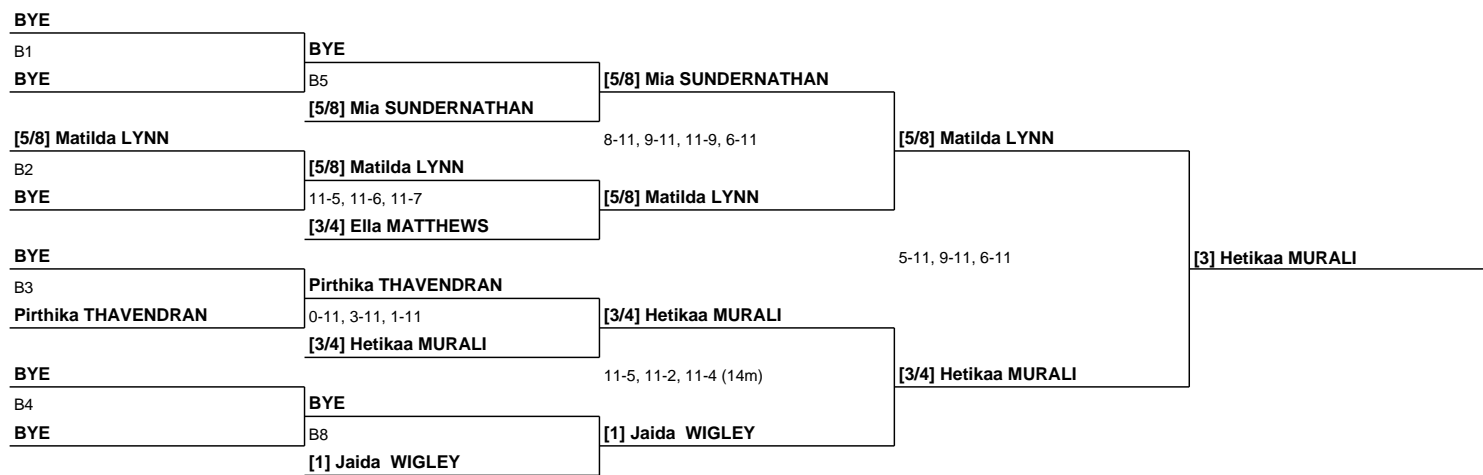 BYE
B1
BYE
BYE
B5
[5/8] Mia SUNDERNATHAN
[5/8] Mia SUNDERNATHAN
[5/8] Matilda LYNN
8-11, 9-11, 11-9, 6-11
[5/8] Matilda LYNN
B2
[5/8] Matilda LYNN
BYE
11-5, 11-6, 11-7
[5/8] Matilda LYNN
[3/4] Ella MATTHEWS
BYE
5-11, 9-11, 6-11
[3] Hetikaa MURALI
B3
Pirthika THAVENDRAN
Pirthika THAVENDRAN
0-11, 3-11, 1-11
[3/4] Hetikaa MURALI
[3/4] Hetikaa MURALI
BYE
11-5, 11-2, 11-4 (14m)
[3/4] Hetikaa MURALI
B4
BYE
BYE
B8
[1] Jaida  WIGLEY
[1] Jaida  WIGLEY